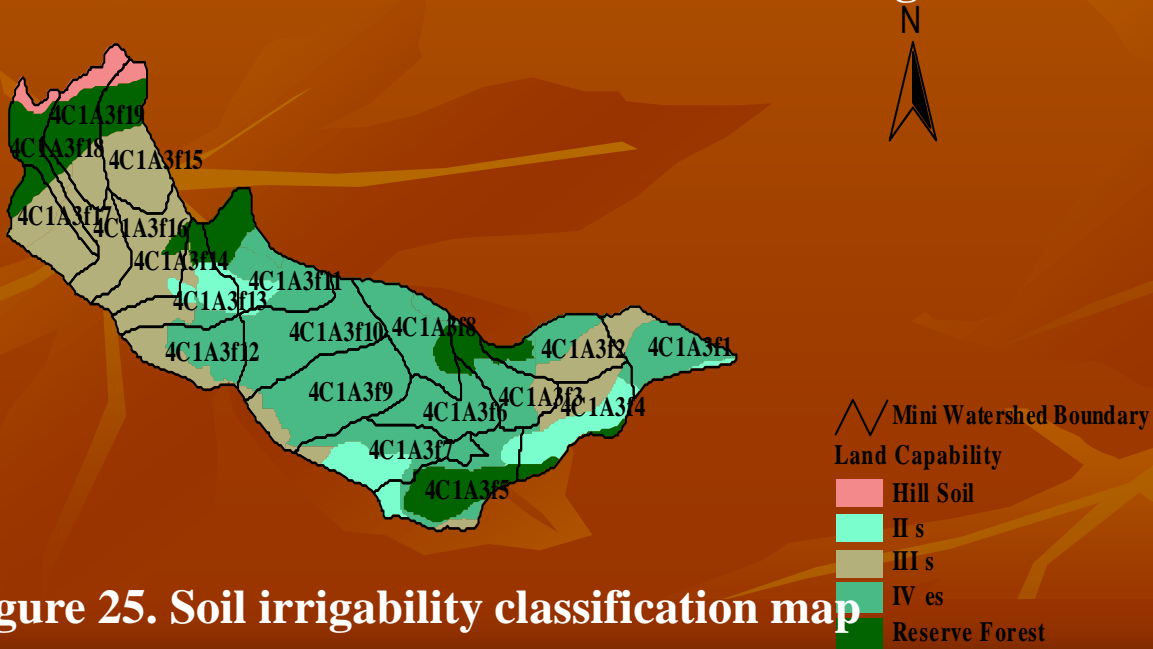 N
4C1A3f19
4C1A3f18
4C1A3f15
4C1A3f17
4C1A3f16
4C1A3f14
4C1A3f11
4C1A3f13
4C1A3f10
4C1A3f8
4C1A3f2
4C1A3f1
4C1A3f12
4C1A3f9
4C1A3f3
4C1A3f6
4C1A3f4
4C1A3f7
4C1A3f5
Mini Watershed Boundary
Land Capability
Hill Soil
II s
III s
IV es
Reserve Forest
gure 25. Soil irrigability classification map